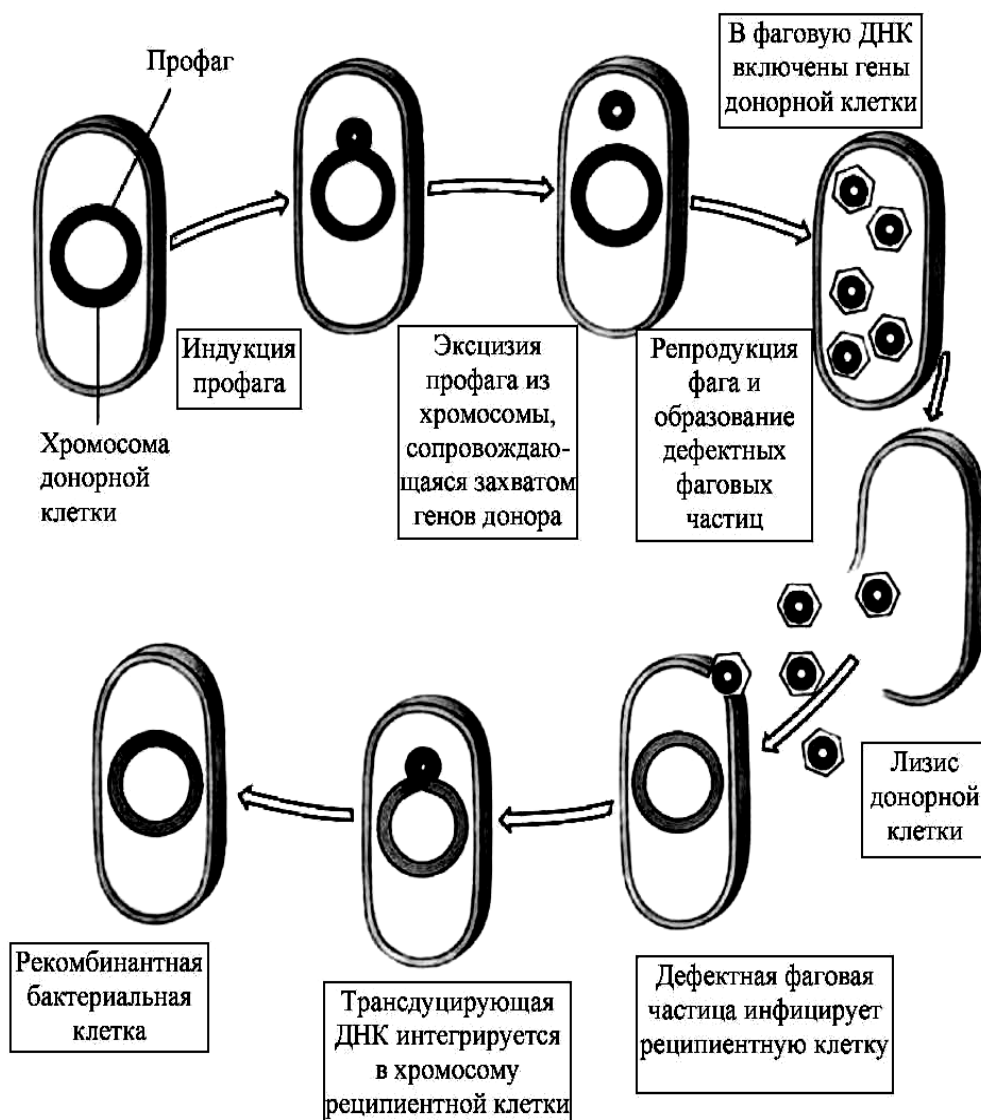 Профаг
В фаговую ДНК
включены гены
донорной клетки
Индукция
профага
Эксцизия
профага из
хромосомы,
сопровождаю-
щаяся захватом
генов донора
Репродукция
фага и
образование
дефектных
фаговых
частиц
Хромосома
донорной
клетки
Лизис
донорной
клетки
Рекомбинантная
бактериальная
клетка
Трансдуцирующая
ДНК интегрируется
в хромосому
реципиентной клетки
Дефектная фаговая
частица инфицирует
реципиентную клетку